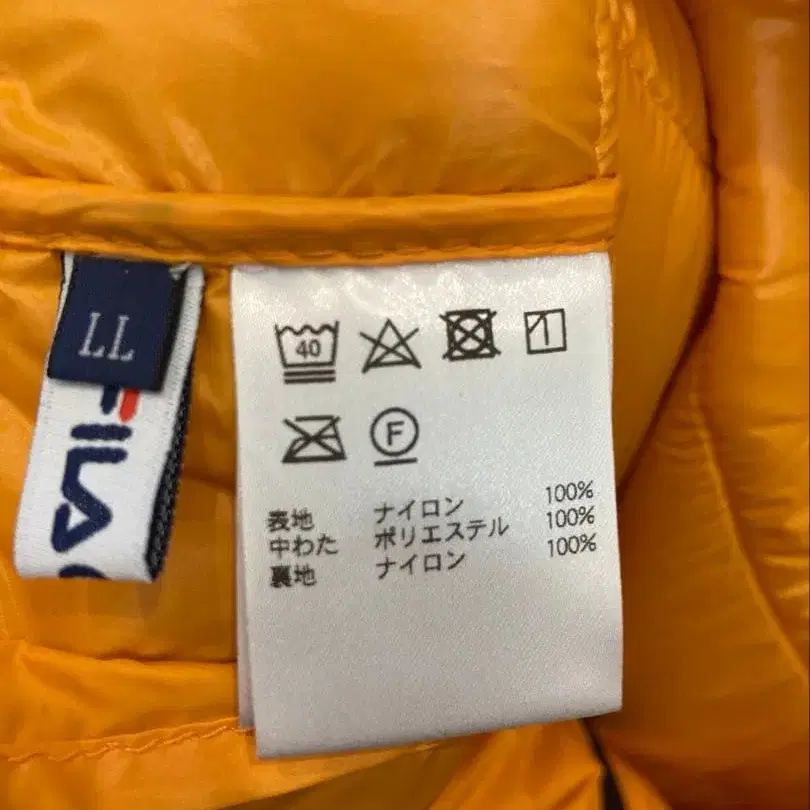 LL
FILA
40
F
表地 ナイロン 100%
中わた ポリエステル 100%
裏地 ナイロン 100%